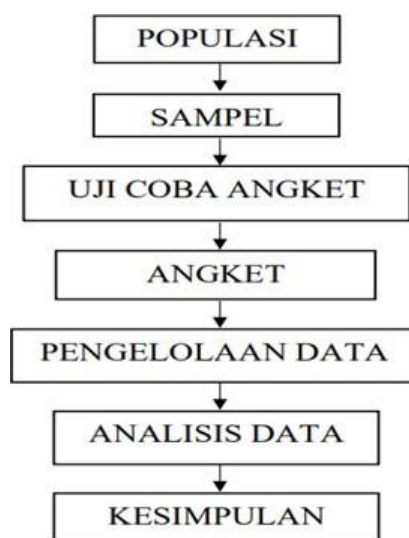 POPULASI
SAMPEL
UJI COBA ANGKET
ANGKET
PENGELOLAAN DATA
ANALISIS DATA
KESIMPULAN